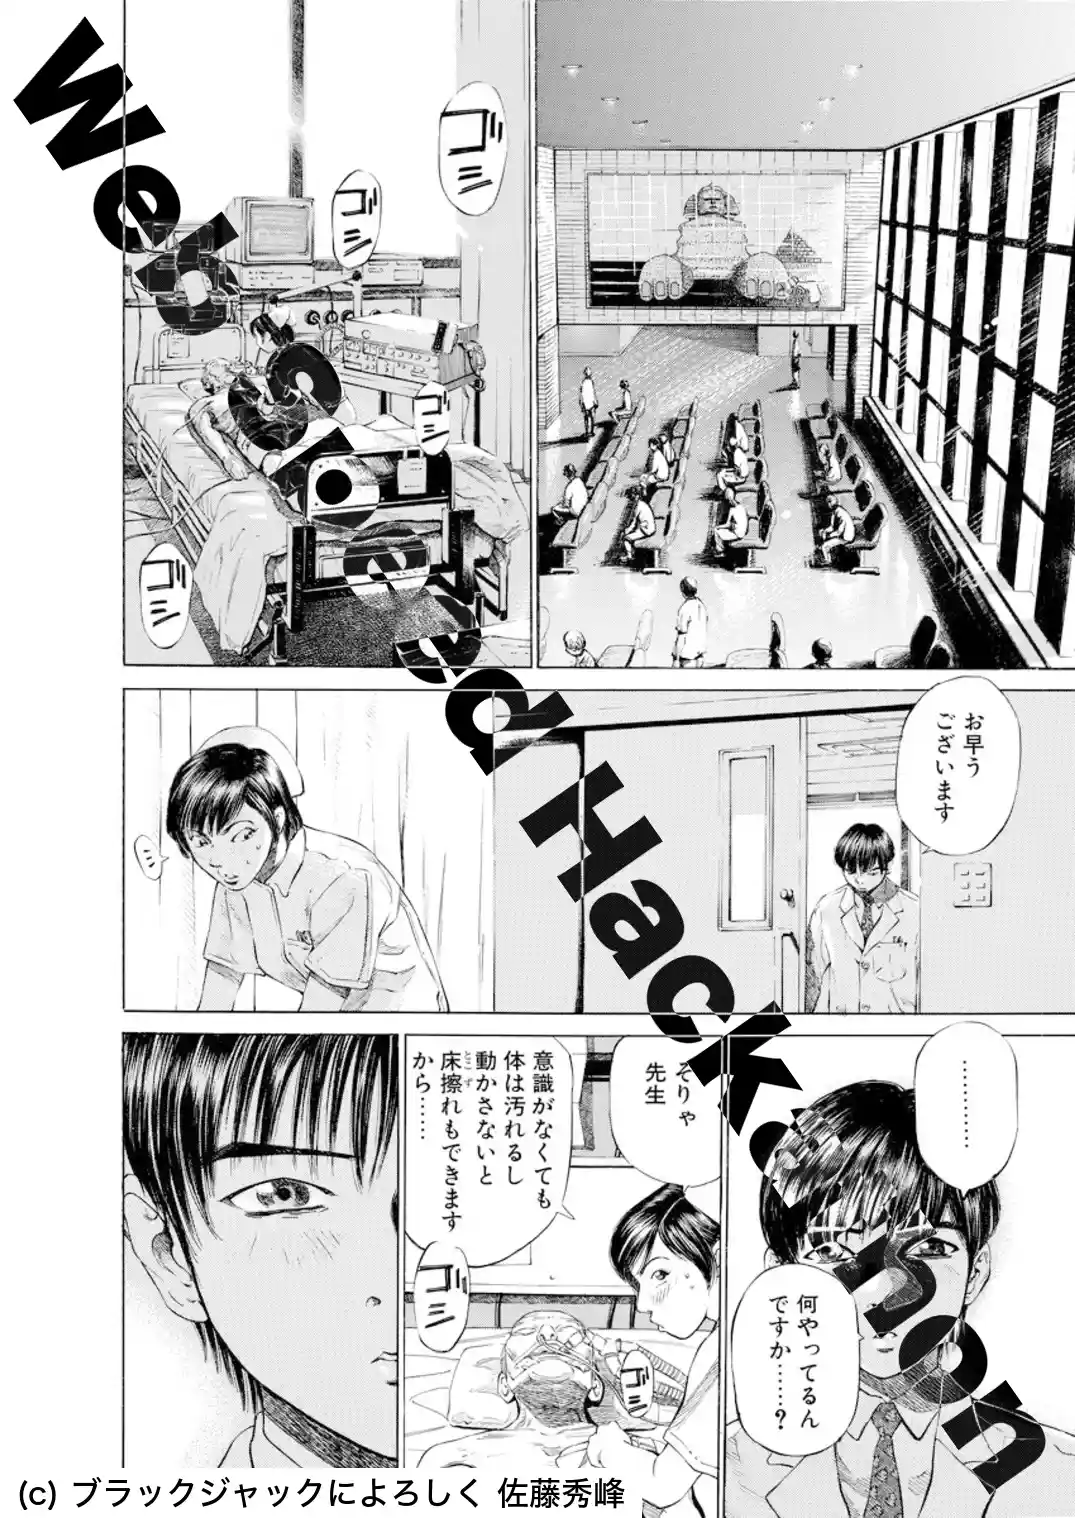 ゴシ
ゴシ
ゴシ
ゴシ
お早う
ございます
…………
何やってるん
ですか……?
そりゃ
先生
意識がなくても
体は汚れるし
動かさないと
床擦れもできます
とこず
から……
ゴシ
ゴシ
(c) ブラックジャックによろしく 佐藤秀峰